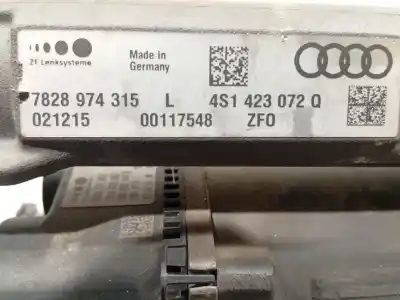 ZF Lenksysteme
Made in
Germany
7828 974 315 L 4S1 423 072 Q
021215 00117548 ZFO